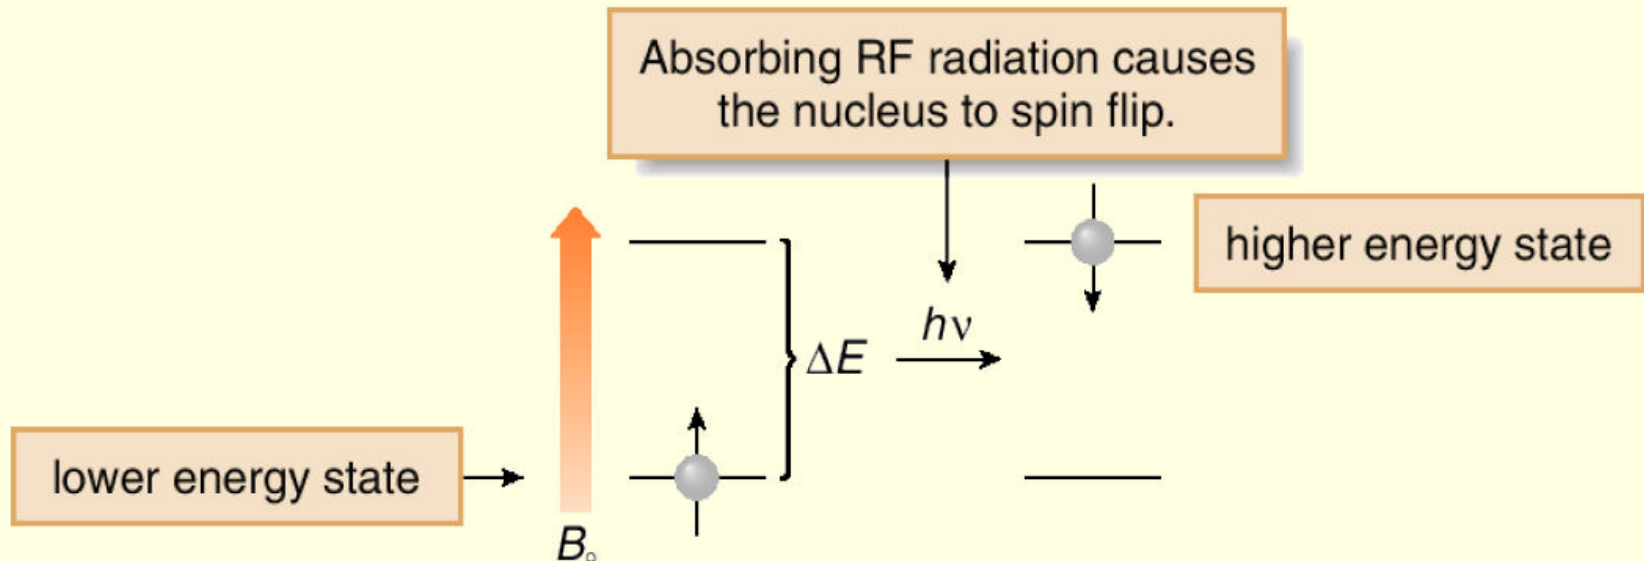 Absorbing RF radiation causes
the nucleus to spin flip.
higher energy state
hν
ΔE
lower energy state
B₀